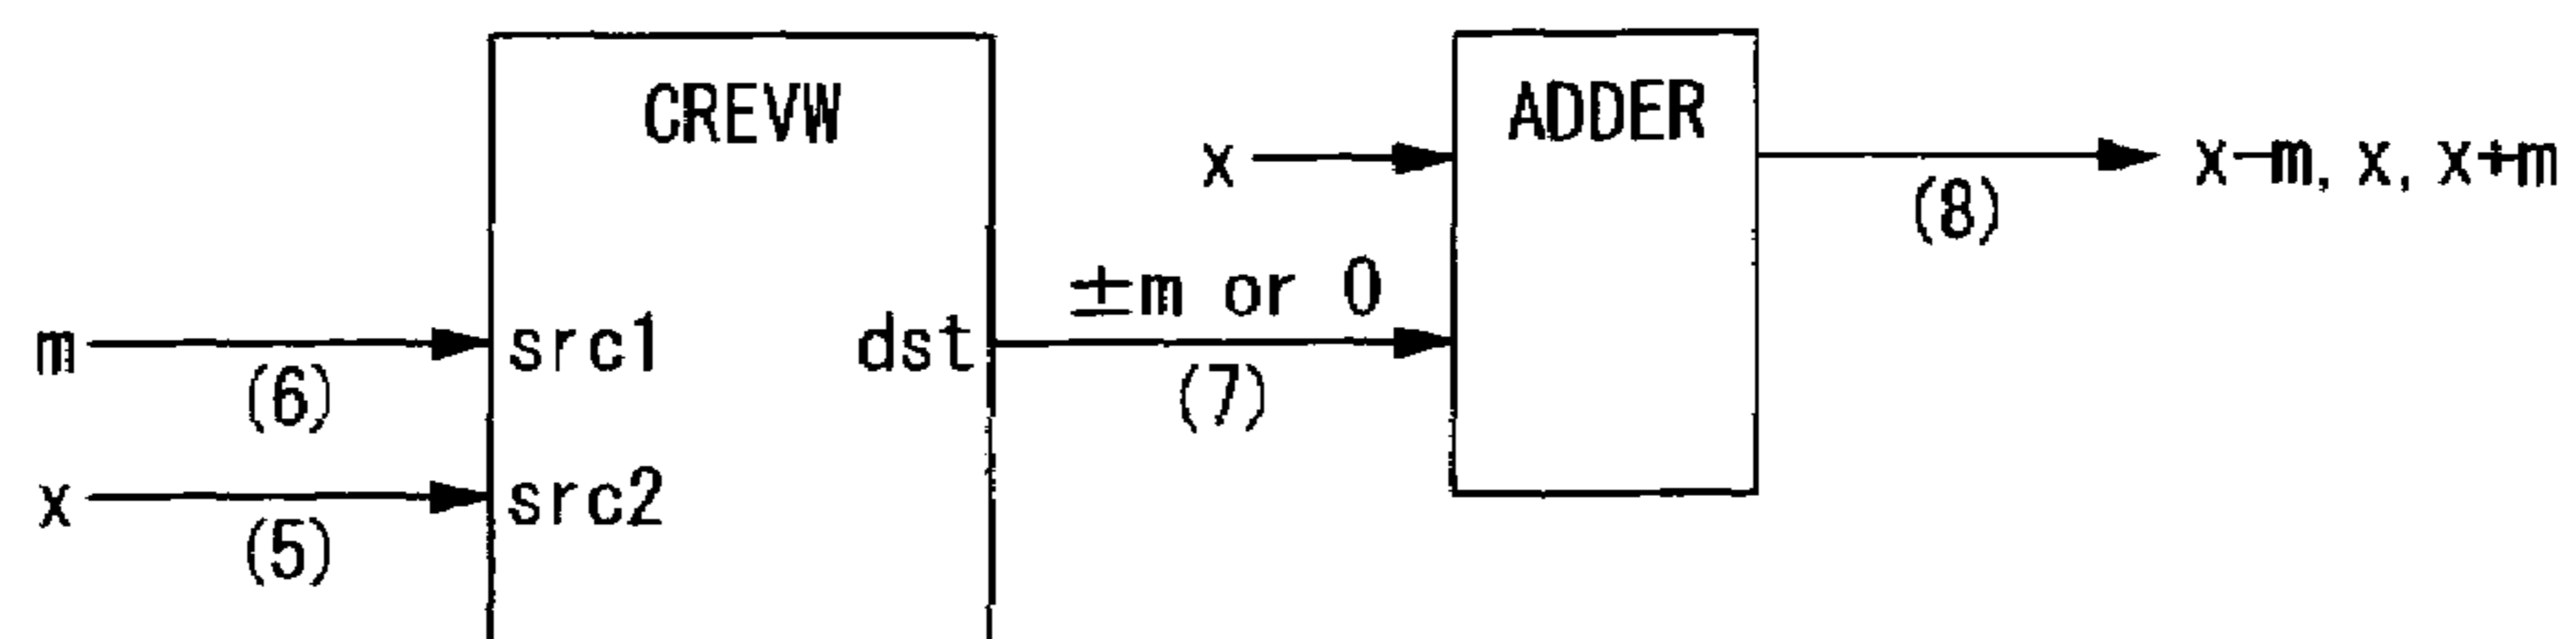 CREVW
ADDER
x
x−m, x, x+m
(8)
±m or 0
m
src1
dst
(6)
(7)
x
src2
(5)